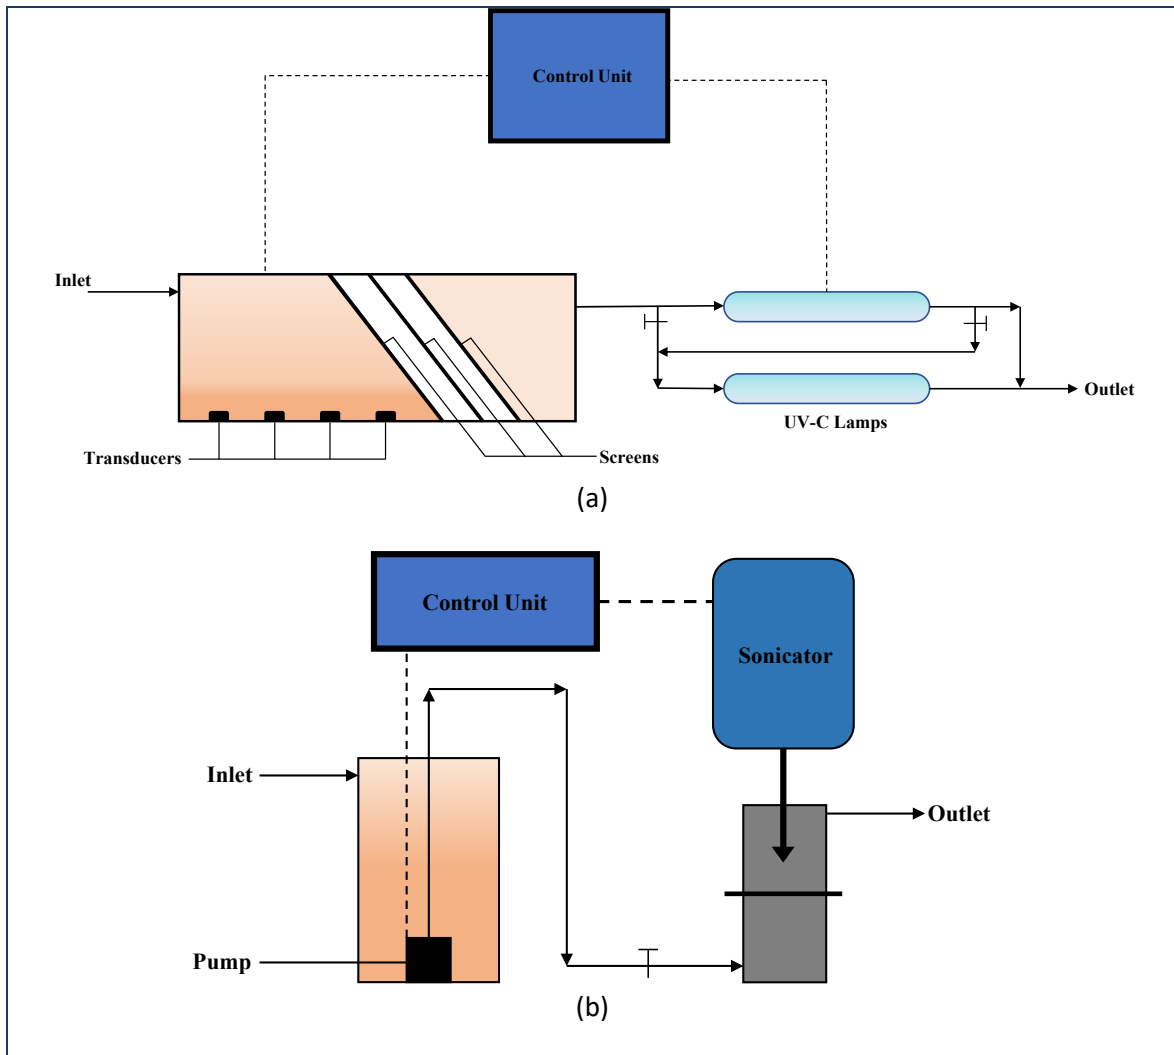 Control Unit
Inlet
Transducers
Screens
UV-C Lamps
Outlet
(a)
Control Unit
Sonicator
Inlet
Outlet
Pump
(b)